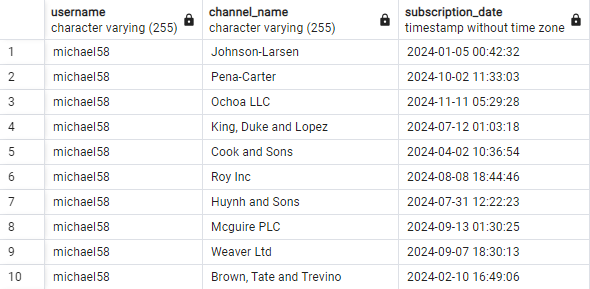 username channel_name subscription_date
character varying (255) character varying (255) timestamp without time zone
1 michael58 Johnson-Larsen 2024-01-05 00:42:32
2 michael58 Pena-Carter 2024-10-02 11:33:03
3 michael58 Ochoa LLC 2024-11-11 05:29:28
4 michael58 King, Duke and Lopez 2024-07-12 01:03:18
5 michael58 Cook and Sons 2024-04-02 10:36:54
6 michael58 Roy Inc 2024-08-08 18:44:46
7 michael58 Huynh and Sons 2024-07-31 12:22:23
8 michael58 Mcguire PLC 2024-09-13 01:30:25
9 michael58 Weaver Ltd 2024-09-07 18:30:13
10 michael58 Brown, Tate and Trevino 2024-02-10 16:49:06